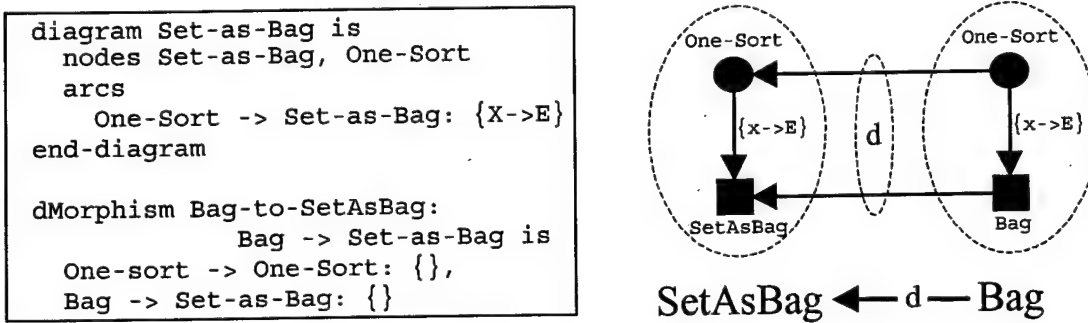 diagram Set-as-Bag is
nodes Set-as-Bag, One-Sort
arcs
One-Sort -> Set-as-Bag: {X->E}
end-diagram
dMorphism Bag-to-SetAsBag:
Bag -> Set-as-Bag is
One-sort -> One-Sort: {},
Bag -> Set-as-Bag: {}
One-Sort
One-Sort
{x->E}
d
{x->E}
SetAsBag
Bag
SetAsBag d Bag